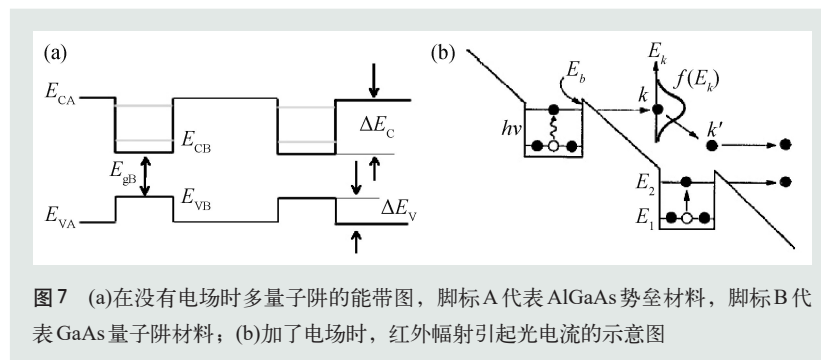 (a)
(b)
E_CA
E_CB
E_gB
E_VB
E_VA
ΔE_C
ΔE_V
E_b
hν
E_k
f(E_k)
k
k′
E_2
E_1
图7 (a)在没有电场时多量子阱的能带图，脚标A代表AlGaAs势垒材料，脚标B代
表GaAs量子阱材料；(b)加了电场时，红外幅射引起光电流的示意图